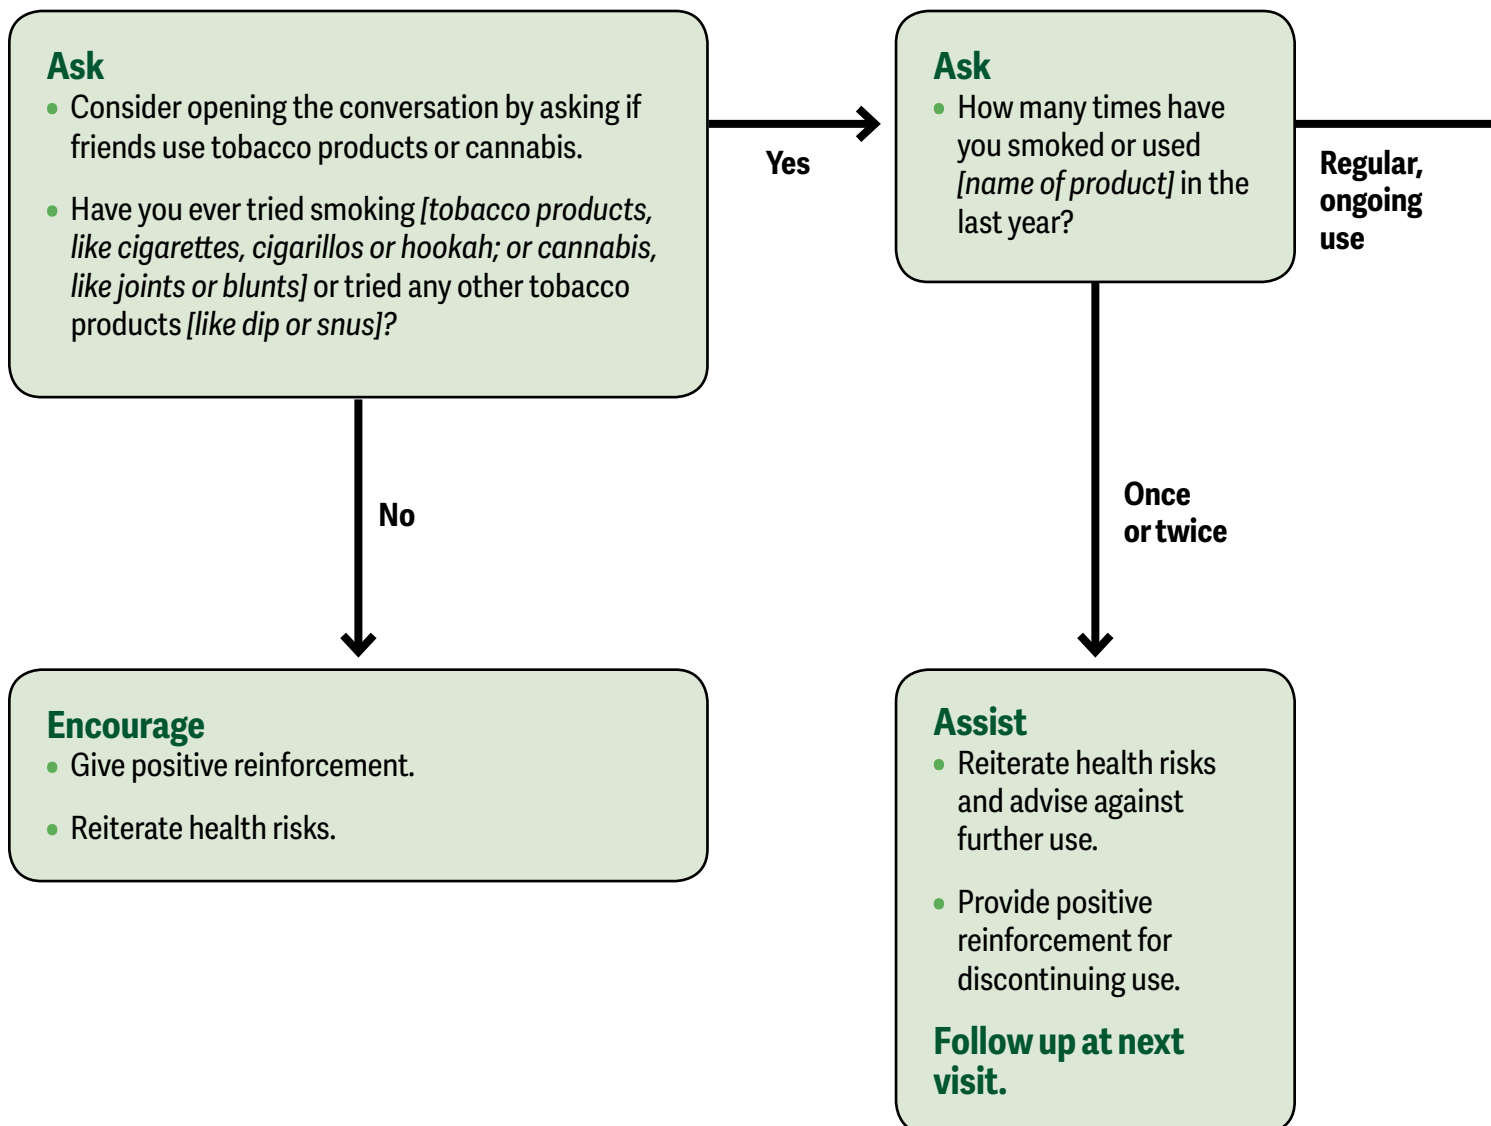 Ask
• Consider opening the conversation by asking if
friends use tobacco products or cannabis.
• Have you ever tried smoking [tobacco products,
like cigarettes, cigarillos or hookah; or cannabis,
like joints or blunts] or tried any other tobacco
products [like dip or snus]?
Yes
Ask
• How many times have
you smoked or used
[name of product] in the
last year?
Regular,
ongoing
use
No
Once
or twice
Encourage
• Give positive reinforcement.
• Reiterate health risks.
Assist
• Reiterate health risks
and advise against
further use.
• Provide positive
reinforcement for
discontinuing use.
Follow up at next
visit.